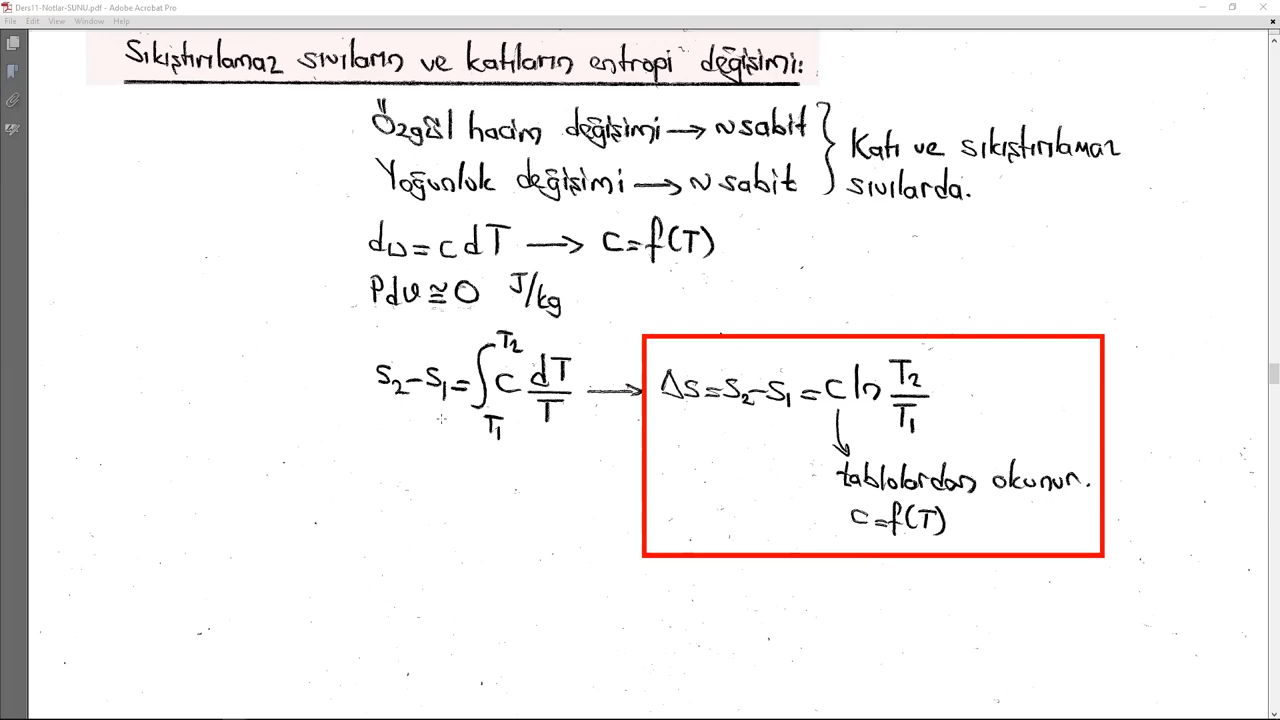 Ders11-Notlar-SUNU.pdf - Adobe Acrobat Pro
File Edit View Window Help
Sıkıştırılamaz sıvıların ve katıların entropi değişimi:
Özgül hacim değişimi → ~sabit
Yoğunluk değişimi → ~sabit
Katı ve sıkıştırılamaz
sıvılarda.
du = c dT → c = f(T)
Pdv ≅ 0 J/kg
s₂-s₁ = ∫_{T₁}^{T₂} c dT/T → Δs = s₂-s₁ = c ln T₂/T₁
tablolardan okunur.
c = f(T)